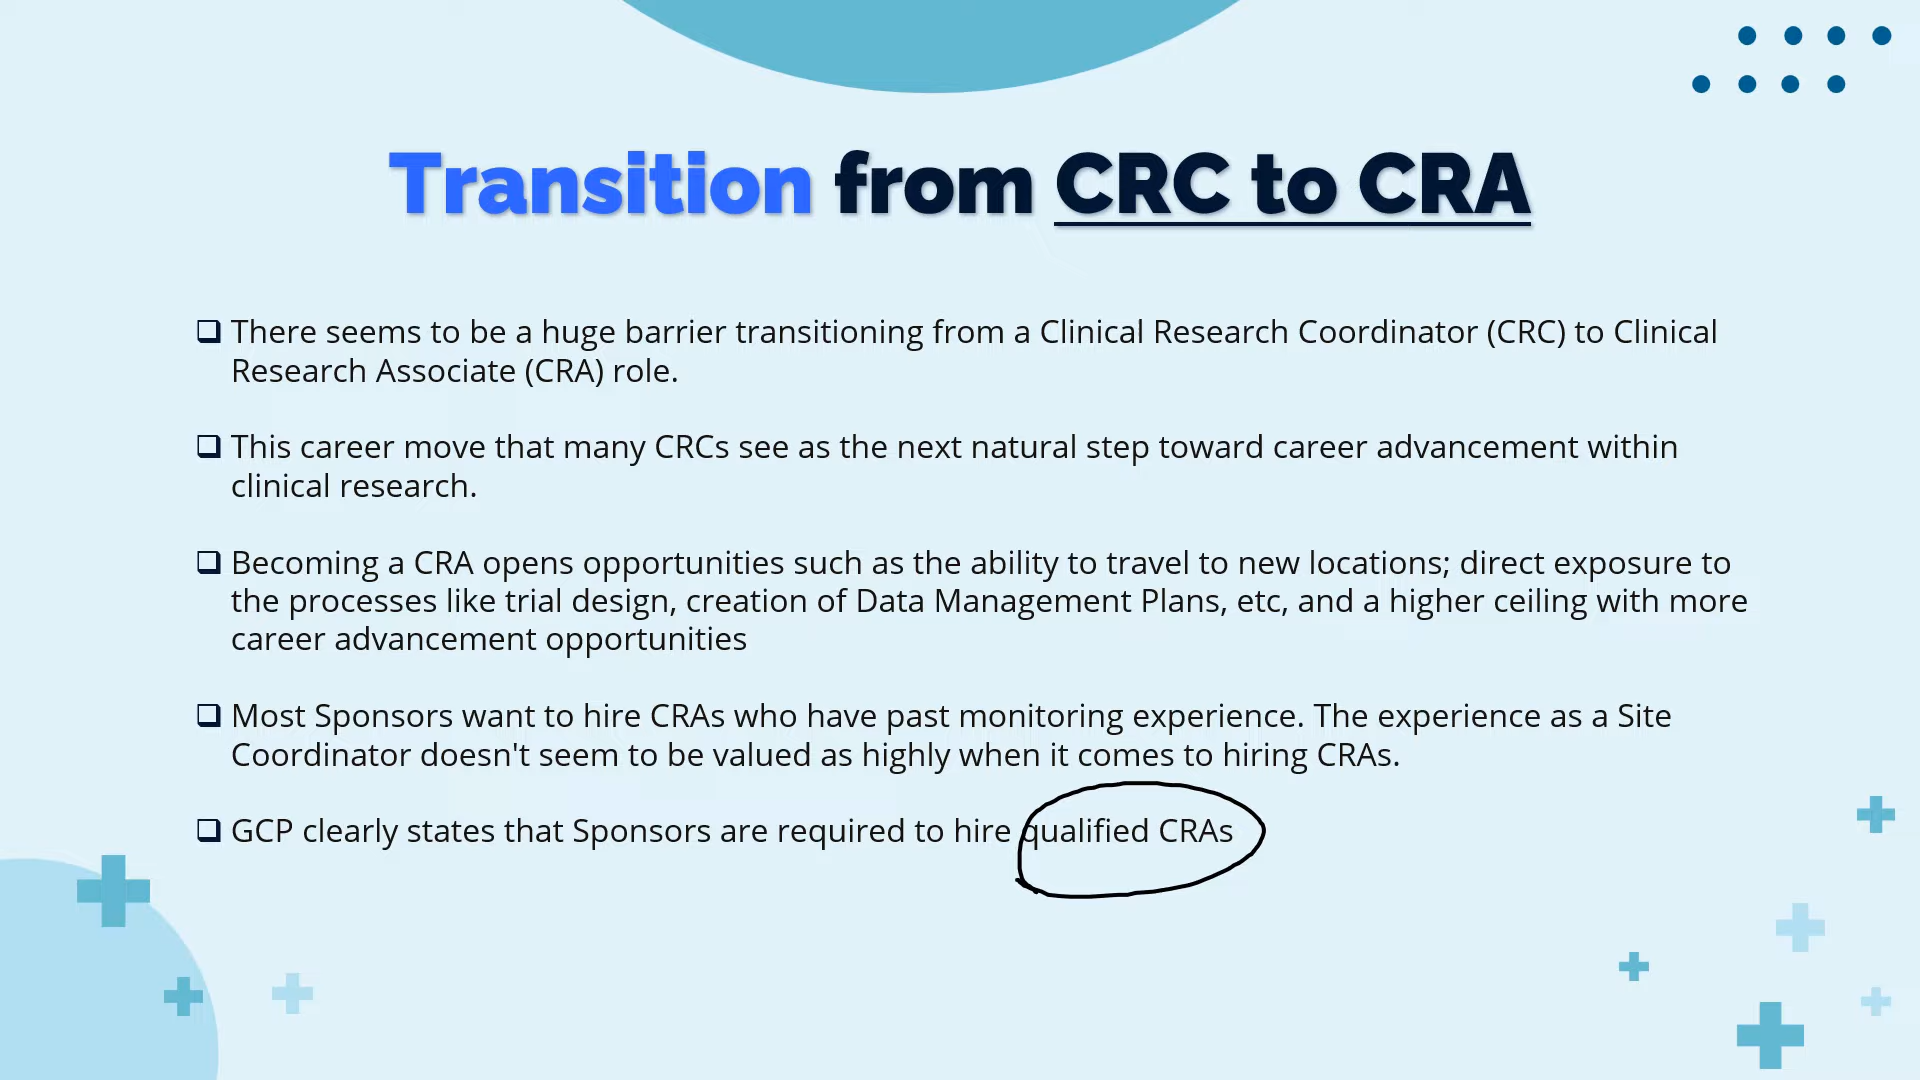 Transition from CRC to CRA
❑ There seems to be a huge barrier transitioning from a Clinical Research Coordinator (CRC) to Clinical
Research Associate (CRA) role.
❑ This career move that many CRCs see as the next natural step toward career advancement within
clinical research.
❑ Becoming a CRA opens opportunities such as the ability to travel to new locations; direct exposure to
the processes like trial design, creation of Data Management Plans, etc, and a higher ceiling with more
career advancement opportunities
❑ Most Sponsors want to hire CRAs who have past monitoring experience. The experience as a Site
Coordinator doesn't seem to be valued as highly when it comes to hiring CRAs.
❑ GCP clearly states that Sponsors are required to hire qualified CRAs